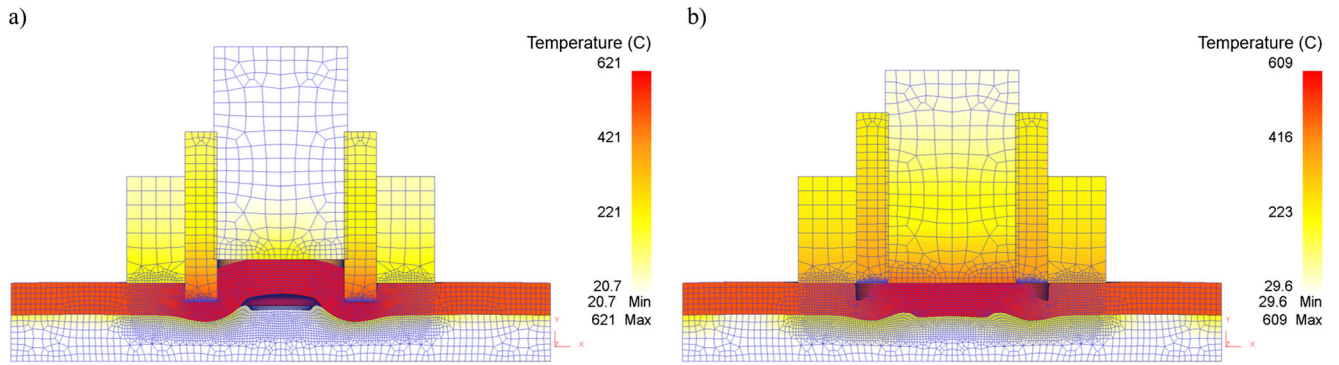 a)
Temperature (C)
621
421
221
20.7
20.7 Min
621 Max
Y
Z X
b)
Temperature (C)
609
416
223
29.6
29.6 Min
609 Max
Y
Z X